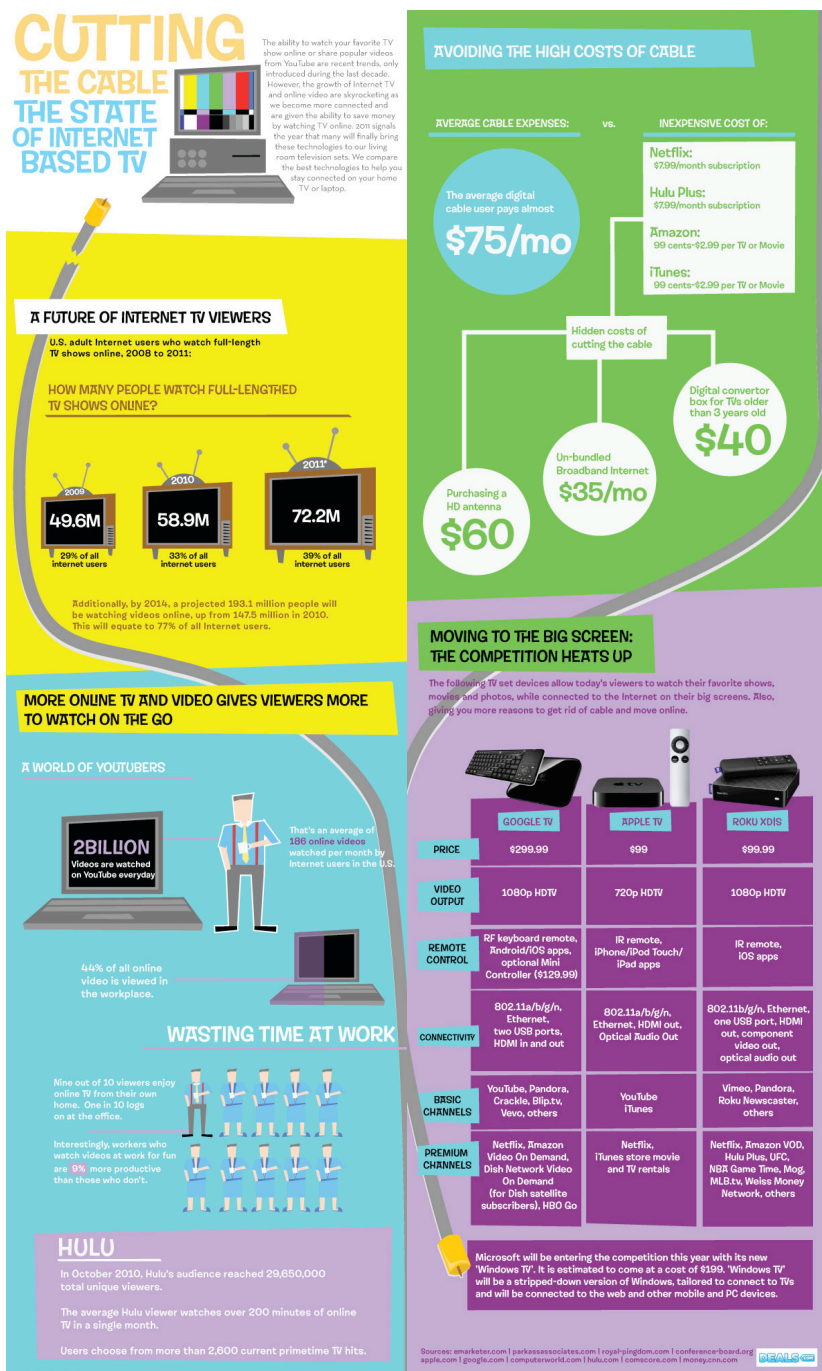 CUTTING
THE CABLE
THE STATE
OF INTERNET
BASED TV
The ability to watch your favorite TV
show online or share popular videos
from YouTube are recent trends, only
introduced during the last decade.
However, the growth of Internet TV
and online video are skyrocketing as
we become more connected and
are given the ability to save money
by watching TV online. 2011 signals
the year that many will finally bring
these technologies to our living
room television sets. We compare
the best technologies to help you
stay connected on your home
TV or laptop.
A FUTURE OF INTERNET TV VIEWERS
U.S. adult Internet users who watch full-length
TV shows online, 2008 to 2011:
HOW MANY PEOPLE WATCH FULL-LENGTHED
TV SHOWS ONLINE?
2009
49.6M
29% of all
internet users
2010
58.9M
33% of all
internet users
2011*
72.2M
39% of all
internet users
Additionally, by 2014, a projected 193.1 million people will
be watching videos online, up from 147.5 million in 2010.
This will equate to 77% of all Internet users.
MORE ONLINE TV AND VIDEO GIVES VIEWERS MORE
TO WATCH ON THE GO
A WORLD OF YOUTUBERS
2BILLION
Videos are watched
on YouTube everyday
That's an average of
186 online videos
watched per month by
Internet users in the U.S.
44% of all online
video is viewed in
the workplace.
WASTING TIME AT WORK
Nine out of 10 viewers enjoy
online TV from their own
home. One in 10 logs
on at the office.
Interestingly, workers who
watch videos at work for fun
are 9% more productive
than those who don't.
HULU
In October 2010, Hulu's audience reached 29,650,000
total unique viewers.
The average Hulu viewer watches over 200 minutes of online
TV in a single month.
Users choose from more than 2,600 current primetime TV hits.
AVOIDING THE HIGH COSTS OF CABLE
AVERAGE CABLE EXPENSES: vs. INEXPENSIVE COST OF:
The average digital
cable user pays almost
$75/mo
Netflix:
$7.99/month subscription
Hulu Plus:
$7.99/month subscription
Amazon:
99 cents-$2.99 per TV or Movie
iTunes:
99 cents-$2.99 per TV or Movie
Hidden costs of
cutting the cable
Purchasing a
HD antenna
$60
Un-bundled
Broadband Internet
$35/mo
Digital convertor
box for TVs older
than 3 years old
$40
MOVING TO THE BIG SCREEN:
THE COMPETITION HEATS UP
The following TV set devices allow today's viewers to watch their favorite shows,
movies and photos, while connected to the Internet on their big screens. Also,
giving you more reasons to get rid of cable and move online.
GOOGLE TV
APPLE TV
ROKU XDIS
PRICE
$299.99
$99
$99.99
VIDEO
OUTPUT
1080p HDTV
720p HDTV
1080p HDTV
REMOTE
CONTROL
RF keyboard remote,
Android/iOS apps,
optional Mini
Controller ($129.99)
IR remote,
iPhone/iPod Touch/
iPad apps
IR remote,
iOS apps
CONNECTIVITY
802.11a/b/g/n,
Ethernet,
two USB ports,
HDMI in and out
802.11a/b/g/n,
Ethernet, HDMI out,
Optical Audio Out
802.11b/g/n, Ethernet,
one USB port, HDMI
out, component
video out,
optical audio out
BASIC
CHANNELS
YouTube, Pandora,
Crackle, Blip.tv,
Vevo, others
YouTube
iTunes
Vimeo, Pandora,
Roku Newscaster,
others
PREMIUM
CHANNELS
Netflix, Amazon
Video On Demand,
Dish Network Video
On Demand
(for Dish satellite
subscribers), HBO Go
Netflix,
iTunes store movie
and TV rentals
Netflix, Amazon VOD,
Hulu Plus, UFC,
NBA Game Time, Mog,
MLB.tv, Weiss Money
Network, others
Microsoft will be entering the competition this year with its new
'Windows TV'. It is estimated to come at a cost of $199. 'Windows TV'
will be a stripped-down version of Windows, tailored to connect to TVs
and will be connected to the web and other mobile and PC devices.
Sources: emarketer.com | parkassassociates.com | royal-pingdom.com | conference-board.org
apple.com | google.com | computerworld.com | hulu.com | comscore.com | money.cnn.com
DEALS